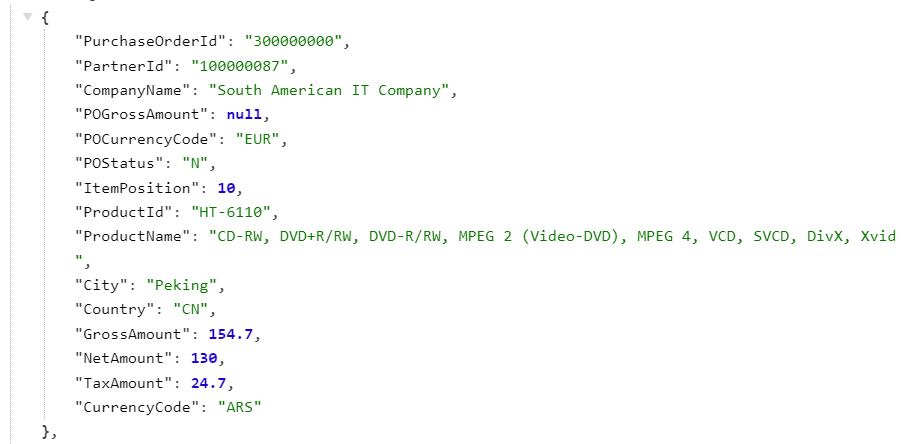 {
"PurchaseOrderId": "300000000",
"PartnerId": "100000087",
"CompanyName": "South American IT Company",
"POGrossAmount": null,
"POCurrencyCode": "EUR",
"POStatus": "N",
"ItemPosition": 10,
"ProductId": "HT-6110",
"ProductName": "CD-RW, DVD+R/RW, DVD-R/RW, MPEG 2 (Video-DVD), MPEG 4, VCD, SVCD, DivX, Xvid
",
"City": "Peking",
"Country": "CN",
"GrossAmount": 154.7,
"NetAmount": 130,
"TaxAmount": 24.7,
"CurrencyCode": "ARS"
},